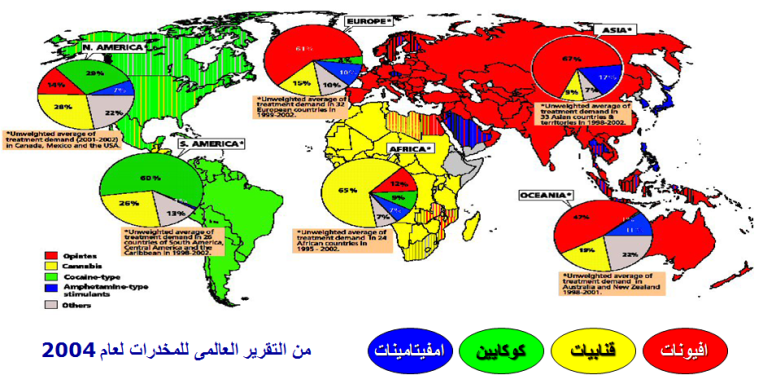 EUROPE*
61%
4%
10%
10%
15%
*Unweighted average of
treatment demand in 32
European countries in
1999-2002.
ASIA*
67%
17%
7%
9%
*Unweighted average of
treatment demand in
33 Asian countries &
territories in 1998-2002.
N. AMERICA*
29%
7%
22%
28%
14%
*Unweighted average of
treatment demand (2001-2002)
in Canada, Mexico and the USA.
S. AMERICA*
60%
13%
26%
*Unweighted average of
treatment demand in 26
countries of South America,
Central America and the
Caribbean in 1998-2002.
AFRICA*
12%
9%
7%
7%
65%
*Unweighted average of
treatment demand in 24
African countries in
1995 - 2002.
OCEANIA*
47%
11%
22%
19%
*Unweighted average of
treatment demand in
Australia and New Zealand
1998-2001.
Opiates
Cannabis
Cocaine-type
Amphetamine-type
stimulants
Others
افيونات
قنابيات
كوكايين
امفيتامينات
من التقرير العالمى للمخدرات لعام 2004